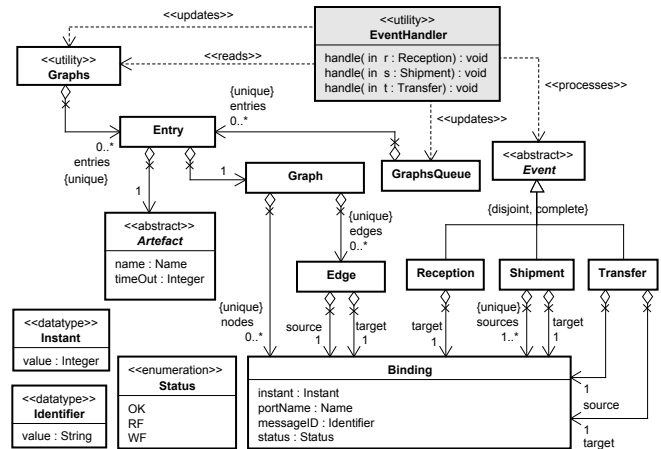 <<updates>>
<<utility>>
EventHandler
handle( in r : Reception) : void
handle( in s : Shipment) : void
handle( in t : Transfer) : void
<<utility>>
Graphs
<<reads>>
<<processes>>
{unique}
entries
0..*
<<updates>>
Entry
0..*
entries
{unique}
1
1
Graph
GraphsQueue
<<abstract>>
Event
{disjoint, complete}
<<abstract>>
Artefact
name : Name
timeOut : Integer
{unique}
edges
0..*
Edge
Reception
Shipment
Transfer
{unique}
nodes
0..*
source
1
target
1
target
1
{unique}
sources
1..*
target
1
<<datatype>>
Instant
value : Integer
<<datatype>>
Identifier
value : String
<<enumeration>>
Status
OK
RF
WF
Binding
instant : Instant
portName : Name
messageID : Identifier
status : Status
1
source
1
target